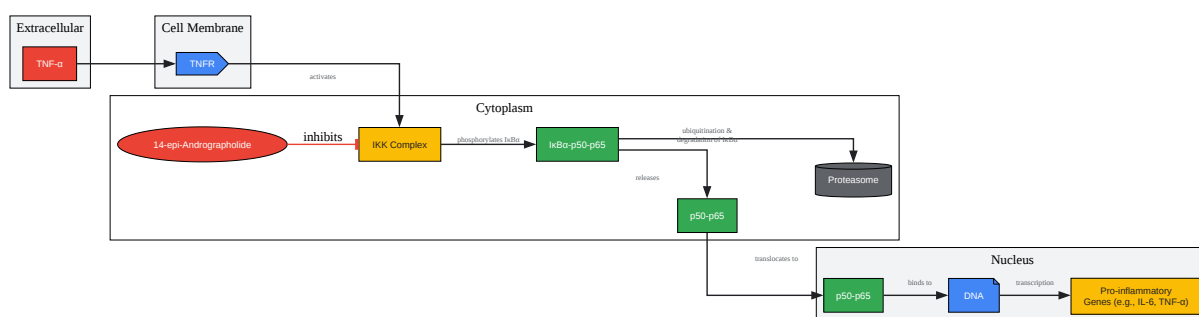 Extracellular
TNF-α
Cell Membrane
TNFR
activates
Cytoplasm
14-epi-Andrographolide
inhibits
IKK Complex
phosphorylates IκBα
IκBα-p50-p65
ubiquitination &
degradation of IκBα
Proteasome
releases
p50-p65
translocates to
Nucleus
p50-p65
binds to
DNA
transcription
Pro-inflammatory
Genes (e.g., IL-6, TNF-α)